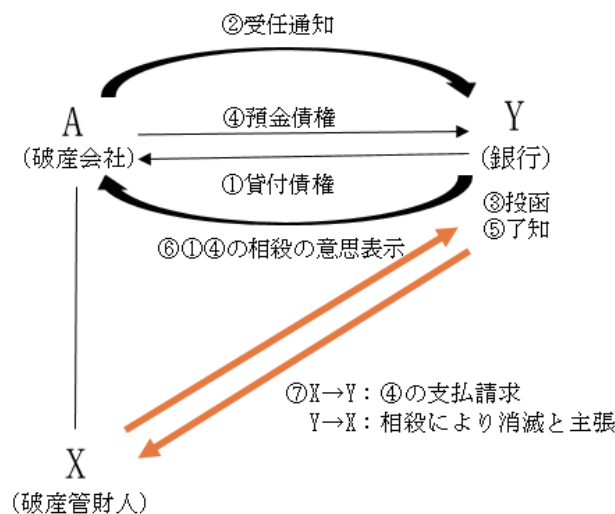 ②受任通知
A
(破産会社)
④預金債権
Y
(銀行)
①貸付債権
③投函
⑤了知
⑥①④の相殺の意思表示
⑦X→Y：④の支払請求
Y→X：相殺により消滅と主張
X
(破産管財人)